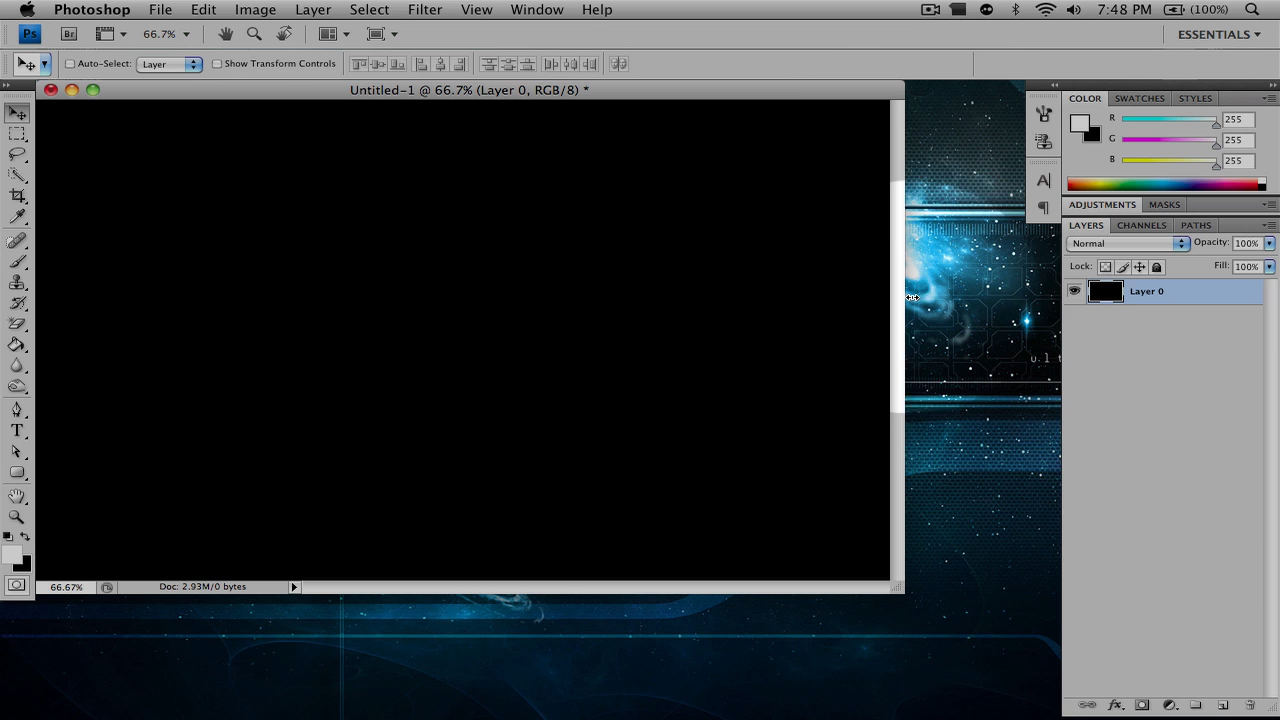 Photoshop File Edit Image Layer Select Filter View Window Help 7:48 PM (100%)
Ps Br 66.7% ESSENTIALS
Auto-Select: Layer Show Transform Controls
Untitled-1 @ 66.7% (Layer 0, RGB/8) *
COLOR SWATCHES STYLES
R 255
G 255
B 255
ADJUSTMENTS MASKS
LAYERS CHANNELS PATHS
Normal Opacity: 100%
Lock: Fill: 100%
Layer 0
T
A
66.67% Doc: 2.93M/0 bytes